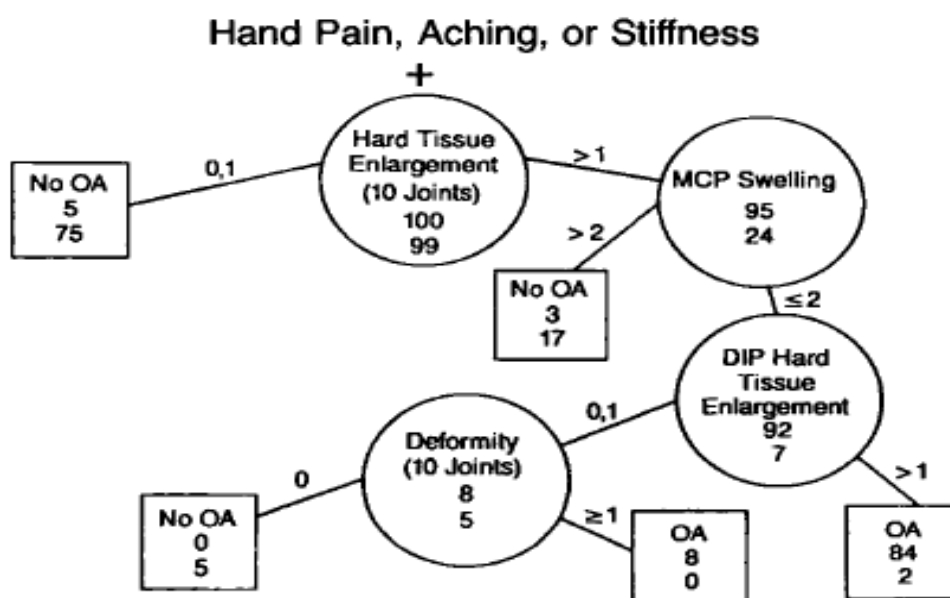 Hand Pain, Aching, or Stiffness
+
Hard Tissue
Enlargement
(10 Joints)
100
99
0,1
No OA
5
75
>1
MCP Swelling
95
24
>2
No OA
3
17
≤2
DIP Hard
Tissue
Enlargement
92
7
0,1
Deformity
(10 Joints)
8
5
0
No OA
0
5
≥1
OA
8
0
>1
OA
84
2